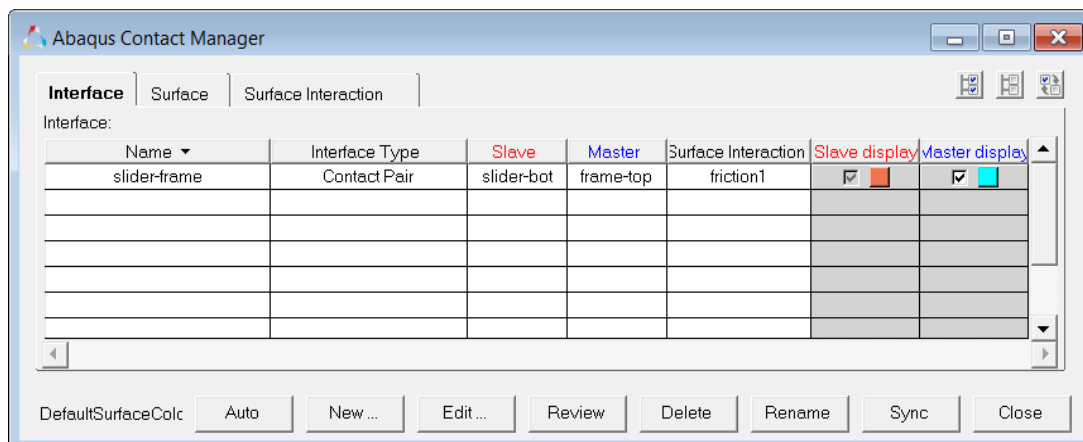 Abaqus Contact Manager
Interface Surface Surface Interaction
Interface:
Name Interface Type Slave Master Surface Interaction Slave display Master display
slider-frame Contact Pair slider-bot frame-top friction1
DefaultSurfaceColc Auto New ... Edit ... Review Delete Rename Sync Close